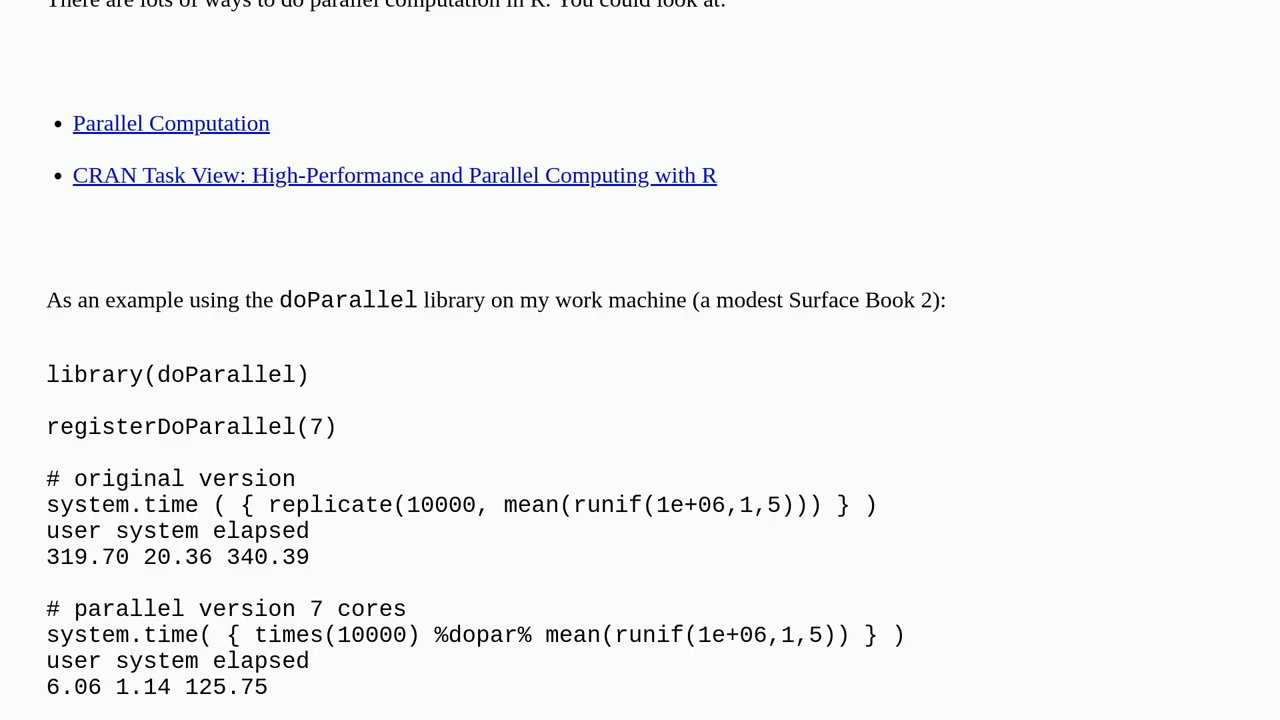 There are lots of ways to do parallel computation in R. You could look at:
• Parallel Computation
• CRAN Task View: High-Performance and Parallel Computing with R
As an example using the doParallel library on my work machine (a modest Surface Book 2):
library(doParallel)
registerDoParallel(7)
# original version
system.time ( { replicate(10000, mean(runif(1e+06,1,5))) } )
user system elapsed
319.70 20.36 340.39
# parallel version 7 cores
system.time( { times(10000) %dopar% mean(runif(1e+06,1,5)) } )
user system elapsed
6.06 1.14 125.75